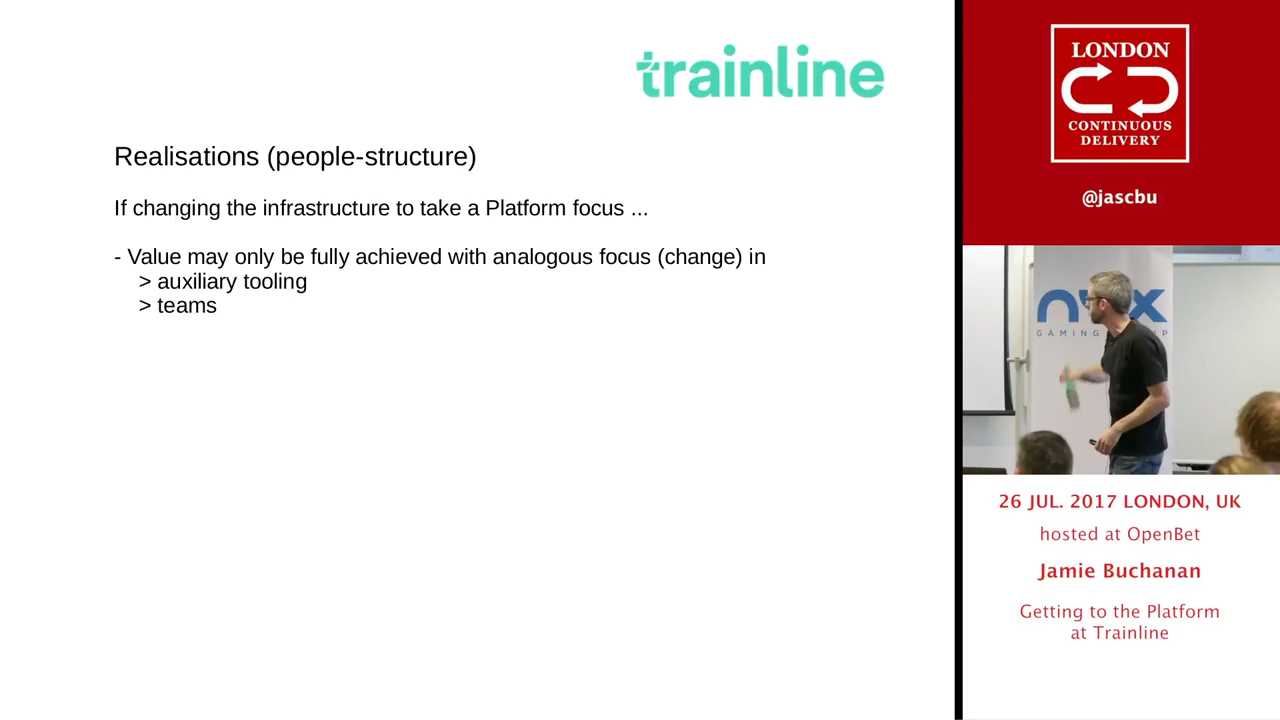 trainline
Realisations (people-structure)
If changing the infrastructure to take a Platform focus ...
- Value may only be fully achieved with analogous focus (change) in
> auxiliary tooling
> teams
LONDON
CONTINUOUS
DELIVERY
@jascbu
GAMING
26 JUL. 2017 LONDON, UK
hosted at OpenBet
Jamie Buchanan
Getting to the Platform
at Trainline